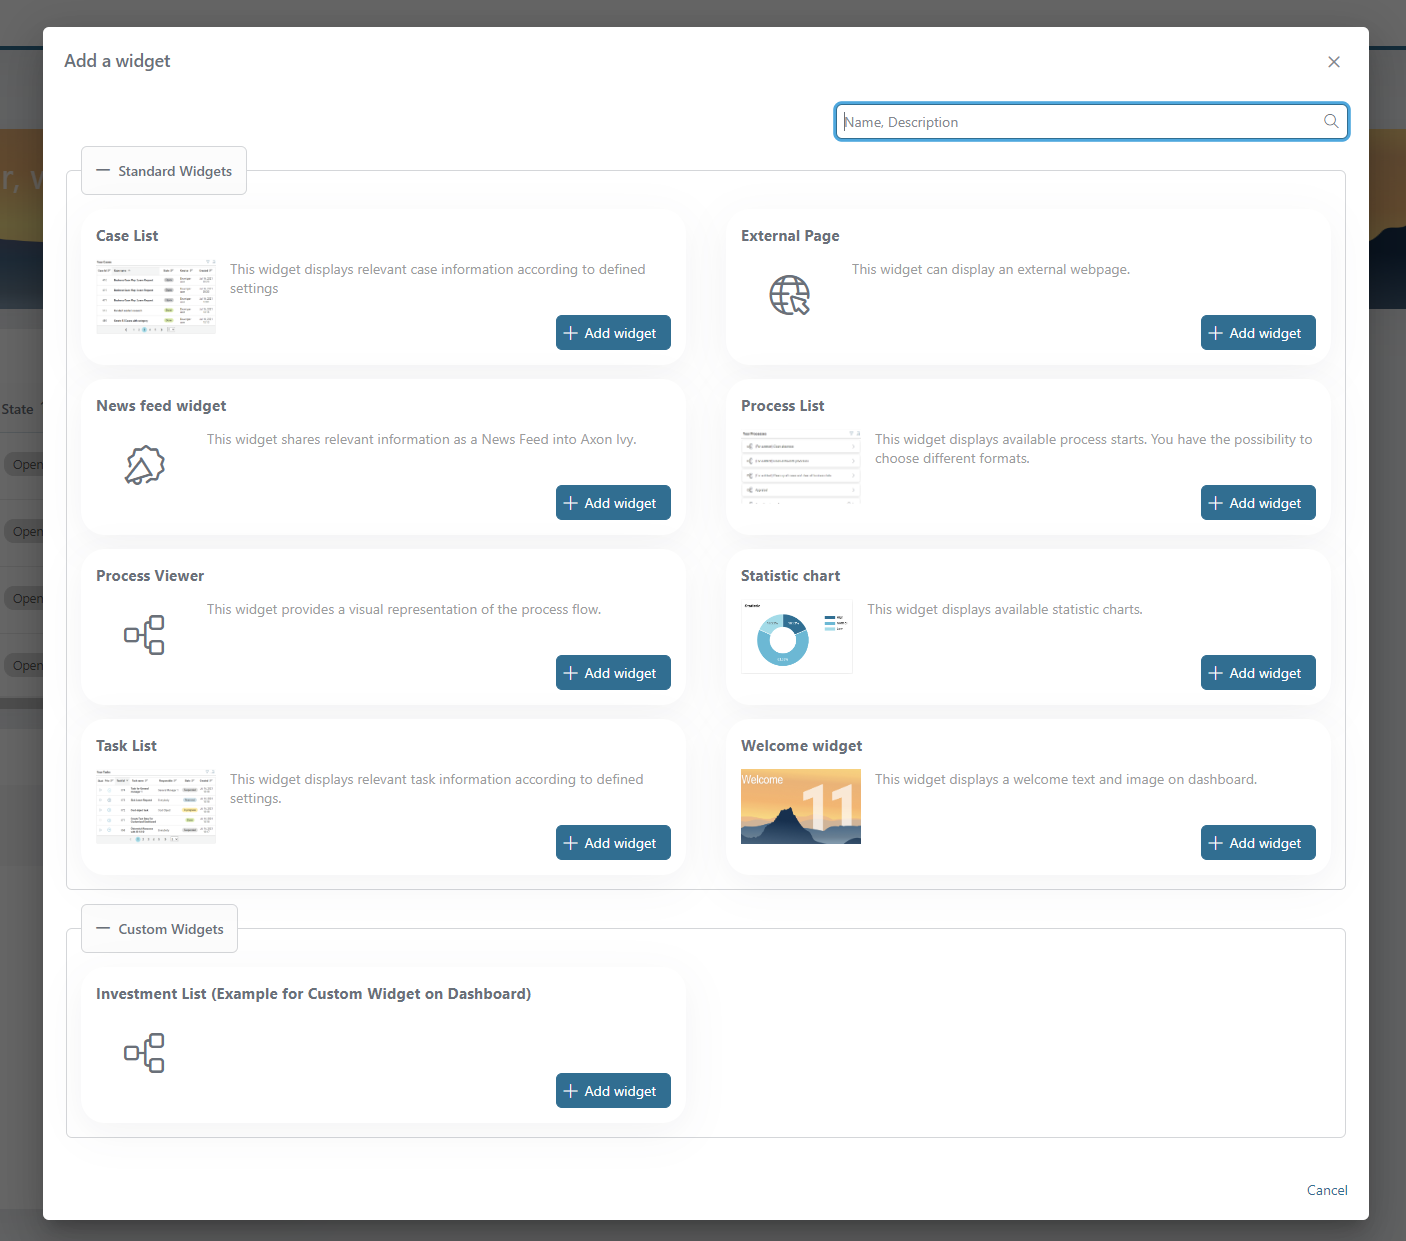 Add a widget
Name, Description
Standard Widgets
Case List
This widget displays relevant case information according to defined
settings
Add widget
External Page
This widget can display an external webpage.
Add widget
News feed widget
This widget shares relevant information as a News Feed into Axon Ivy.
Add widget
Process List
This widget displays available process starts. You have the possibility to
choose different formats.
Add widget
Process Viewer
This widget provides a visual representation of the process flow.
Add widget
Statistic chart
This widget displays available statistic charts.
Add widget
Task List
This widget displays relevant task information according to defined
settings.
Add widget
Welcome widget
Welcome
11
This widget displays a welcome text and image on dashboard.
Add widget
Custom Widgets
Investment List (Example for Custom Widget on Dashboard)
Add widget
Cancel
State
Open
Open
Open
Open